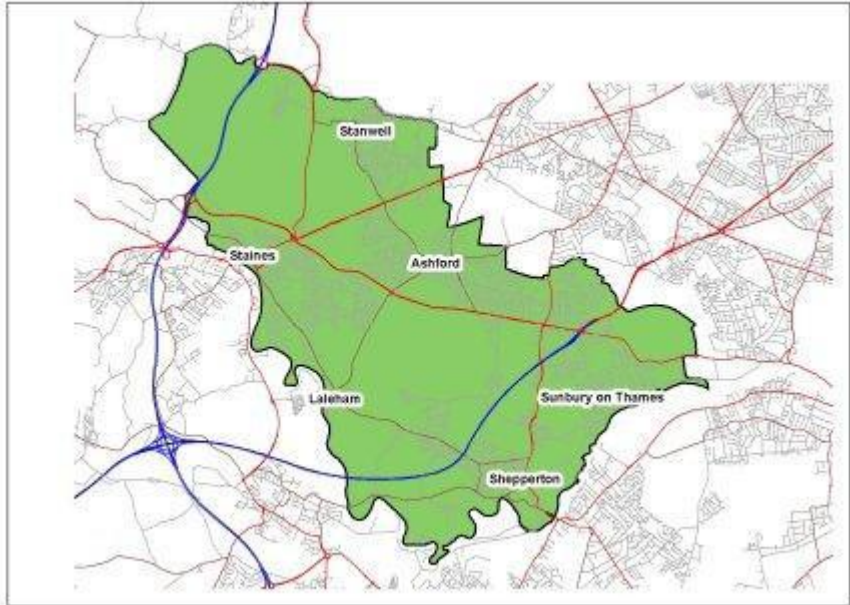 Stanwell
Staines
Ashford
Laleham
Sunbury on Thames
Shepperton